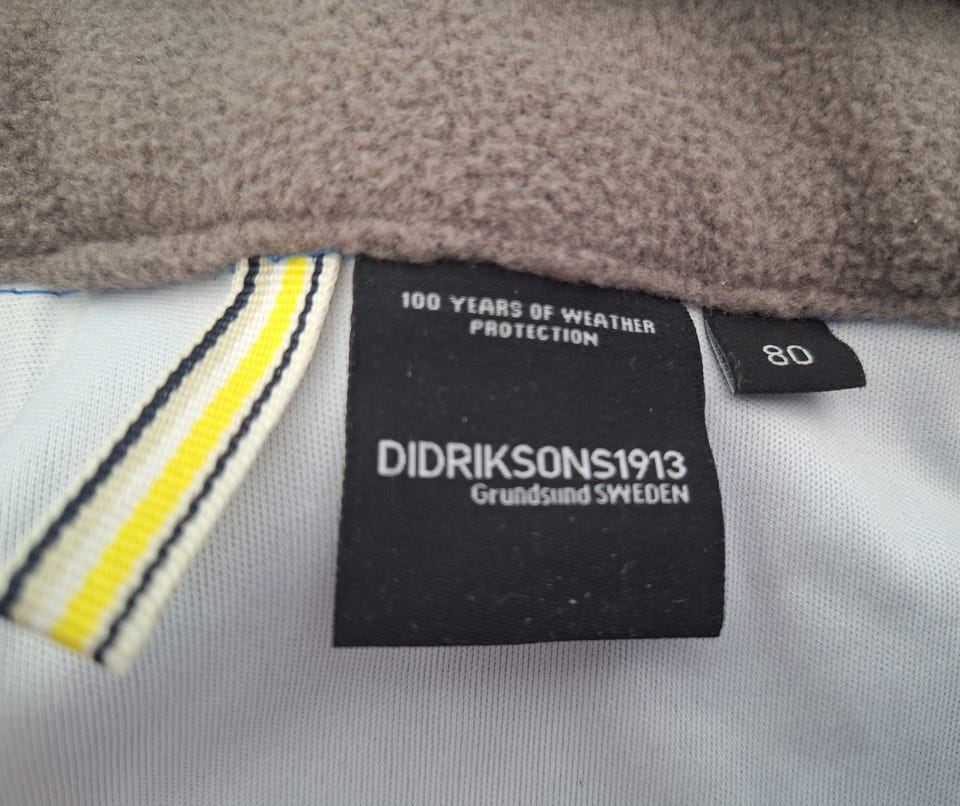 100 YEARS OF WEATHER
PROTECTION
DIDRIKSONS1913
Grundsund SWEDEN
80